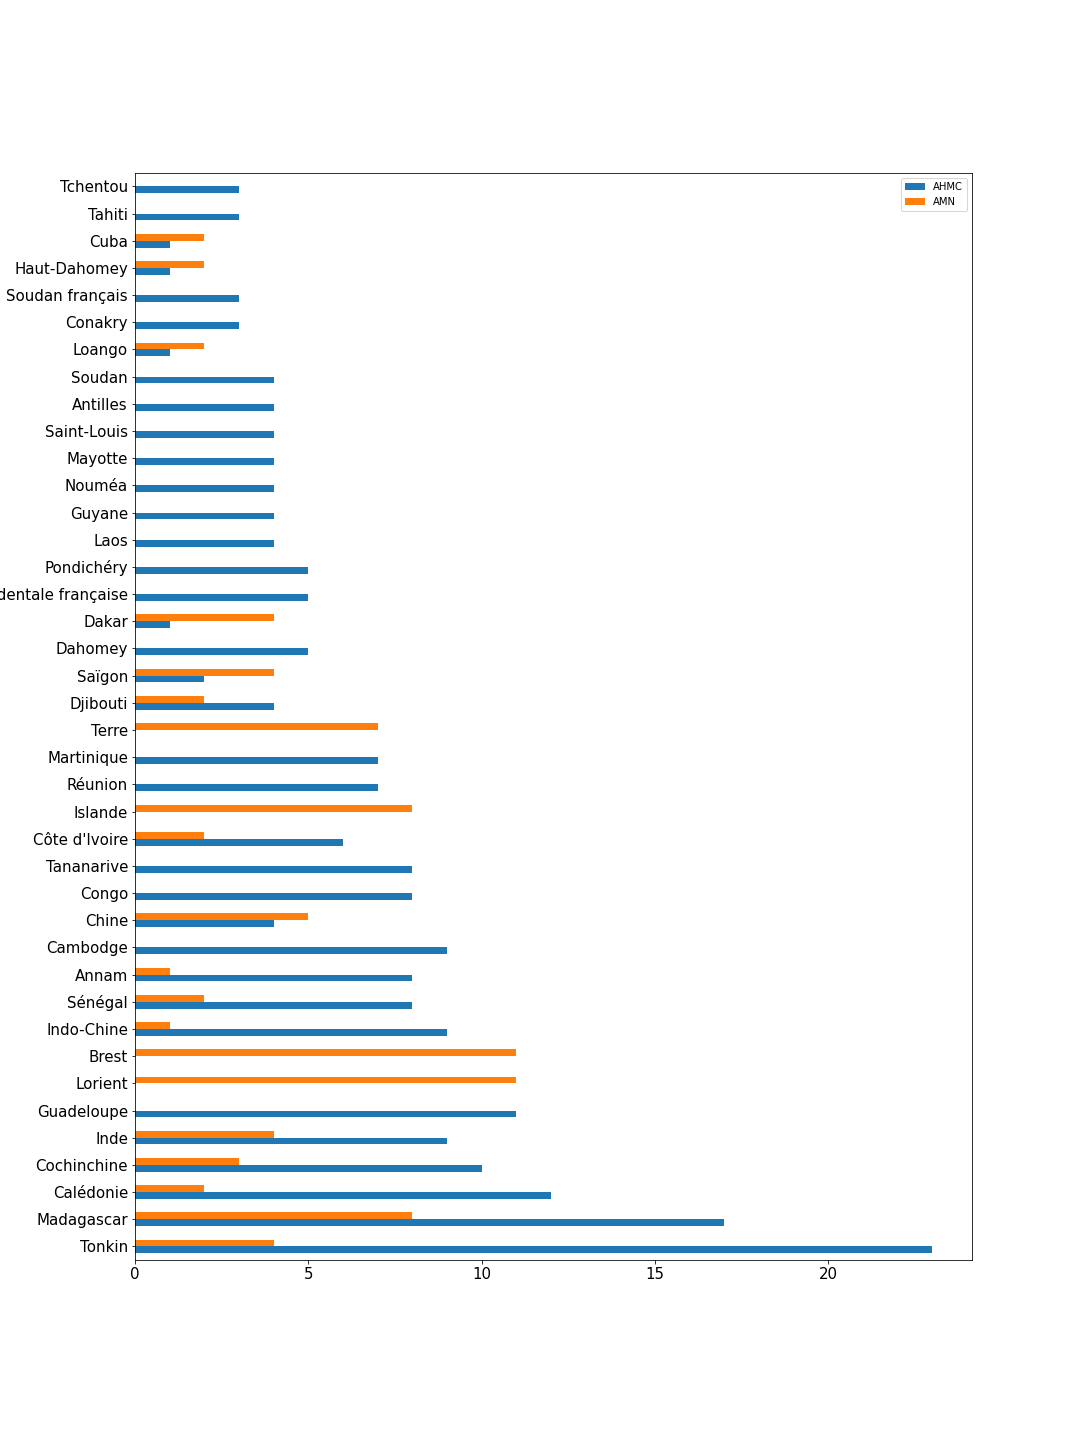 AHMC
AMN
Tchentou
Tahiti
Cuba
Haut-Dahomey
Soudan français
Conakry
Loango
Soudan
Antilles
Saint-Louis
Mayotte
Nouméa
Guyane
Laos
Pondichéry
dentale française
Dakar
Dahomey
Saïgon
Djibouti
Terre
Martinique
Réunion
Islande
Côte d'Ivoire
Tananarive
Congo
Chine
Cambodge
Annam
Sénégal
Indo-Chine
Brest
Lorient
Guadeloupe
Inde
Cochinchine
Calédonie
Madagascar
Tonkin
0 5 10 15 20